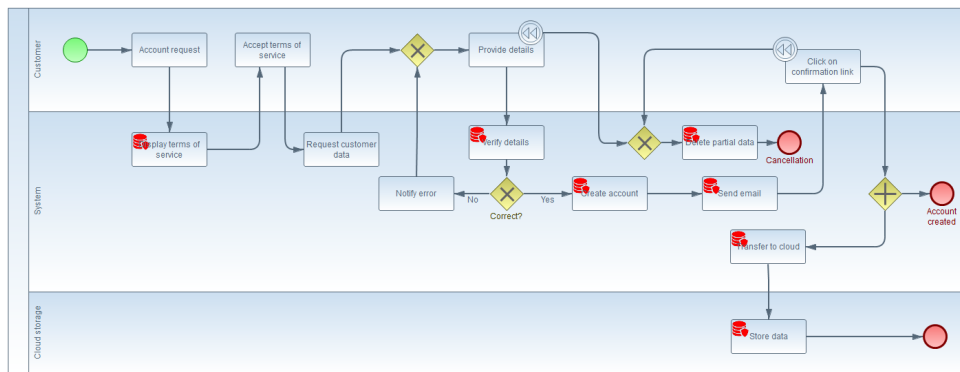 Customer
Account request
Accept terms of
service
Provide details
Click on
confirmation link
System
Display terms of
service
Request customer
data
Verify details
Delete partial data
Cancellation
Notify error
No
Correct?
Yes
Create account
Send email
Account
created
Transfer to cloud
Cloud storage
Store data